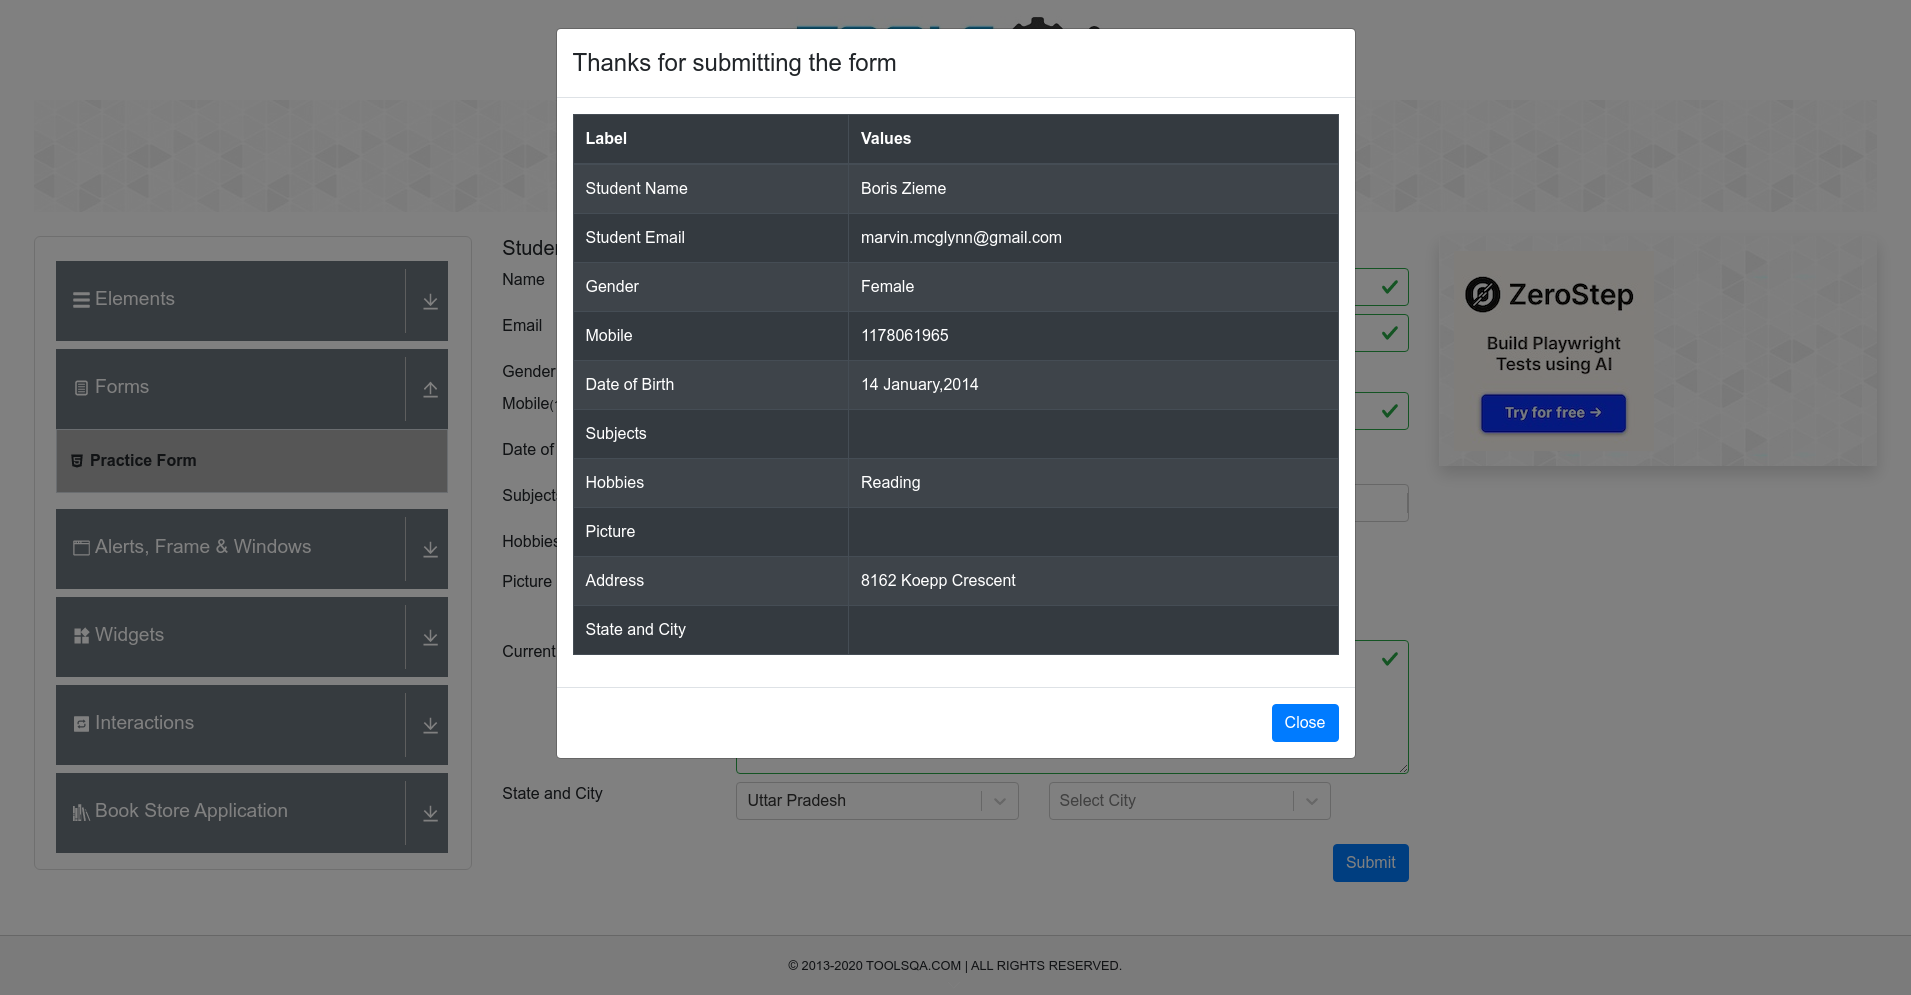 Thanks for submitting the form
Label Values
Student Name Boris Zieme
Student Email marvin.mcglynn@gmail.com
Gender Female
Mobile 1178061965
Date of Birth 14 January,2014
Subjects
Hobbies Reading
Picture
Address 8162 Koepp Crescent
State and City
Close
Elements
Forms
Practice Form
Alerts, Frame & Windows
Widgets
Interactions
Book Store Application
Name
Email
Gender
Mobile
Date of
Hobbies
Picture
Current
State and City Uttar Pradesh Select City
Submit
ZeroStep
Build Playwright
Tests using AI
Try for free →
© 2013-2020 TOOLSQA.COM | ALL RIGHTS RESERVED.